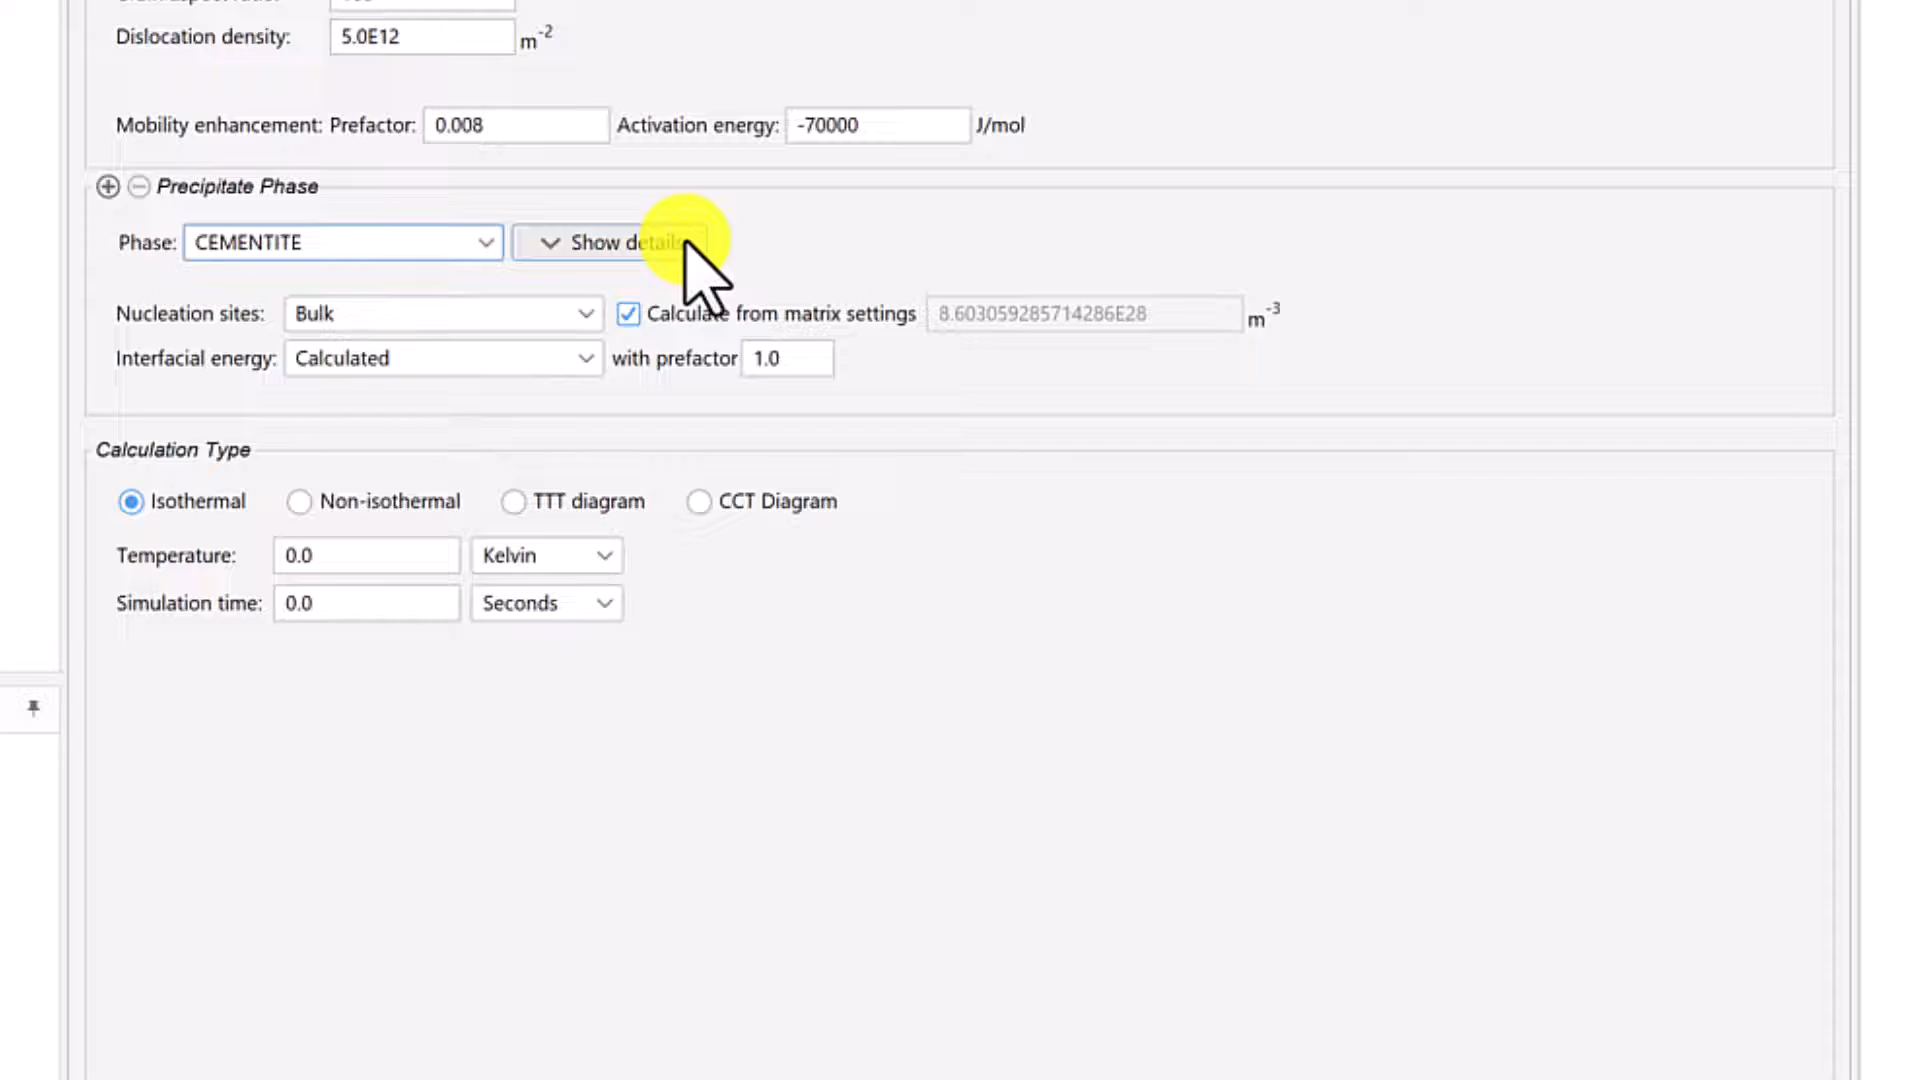 Dislocation density: 5.0E12 m-2
Mobility enhancement: Prefactor: 0.008 Activation energy: -70000 J/mol
Precipitate Phase
Phase: CEMENTITE Show details
Nucleation sites: Bulk Calculate from matrix settings 8.603059285714286E28 m-3
Interfacial energy: Calculated with prefactor 1.0
Calculation Type
Isothermal Non-isothermal TTT diagram CCT Diagram
Temperature: 0.0 Kelvin
Simulation time: 0.0 Seconds